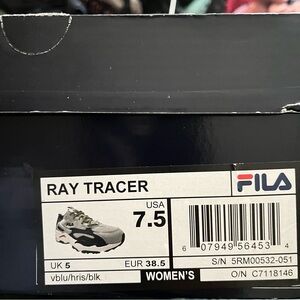 RAY TRACER
FILA
USA
7.5
UK 5
EUR 38.5
vblu/hris/blk
WOMEN'S
6 07949 56453 4
S/N 5RM00532-051
O/N C7118146